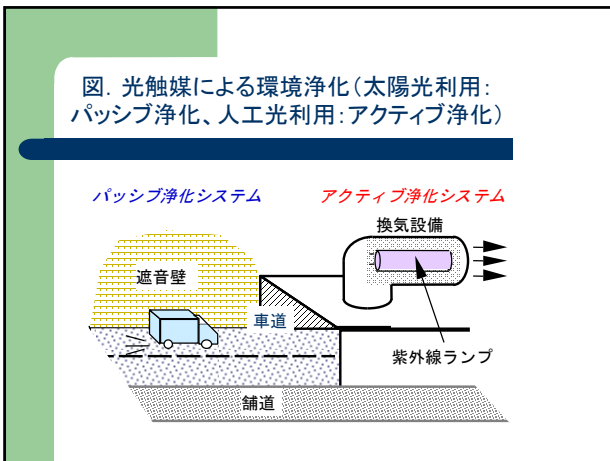 図. 光触媒による環境浄化(太陽光利用:
パッシブ浄化、人工光利用:アクティブ浄化)
パッシブ浄化システム
アクティブ浄化システム
換気設備
遮音壁
車道
紫外線ランプ
舗道